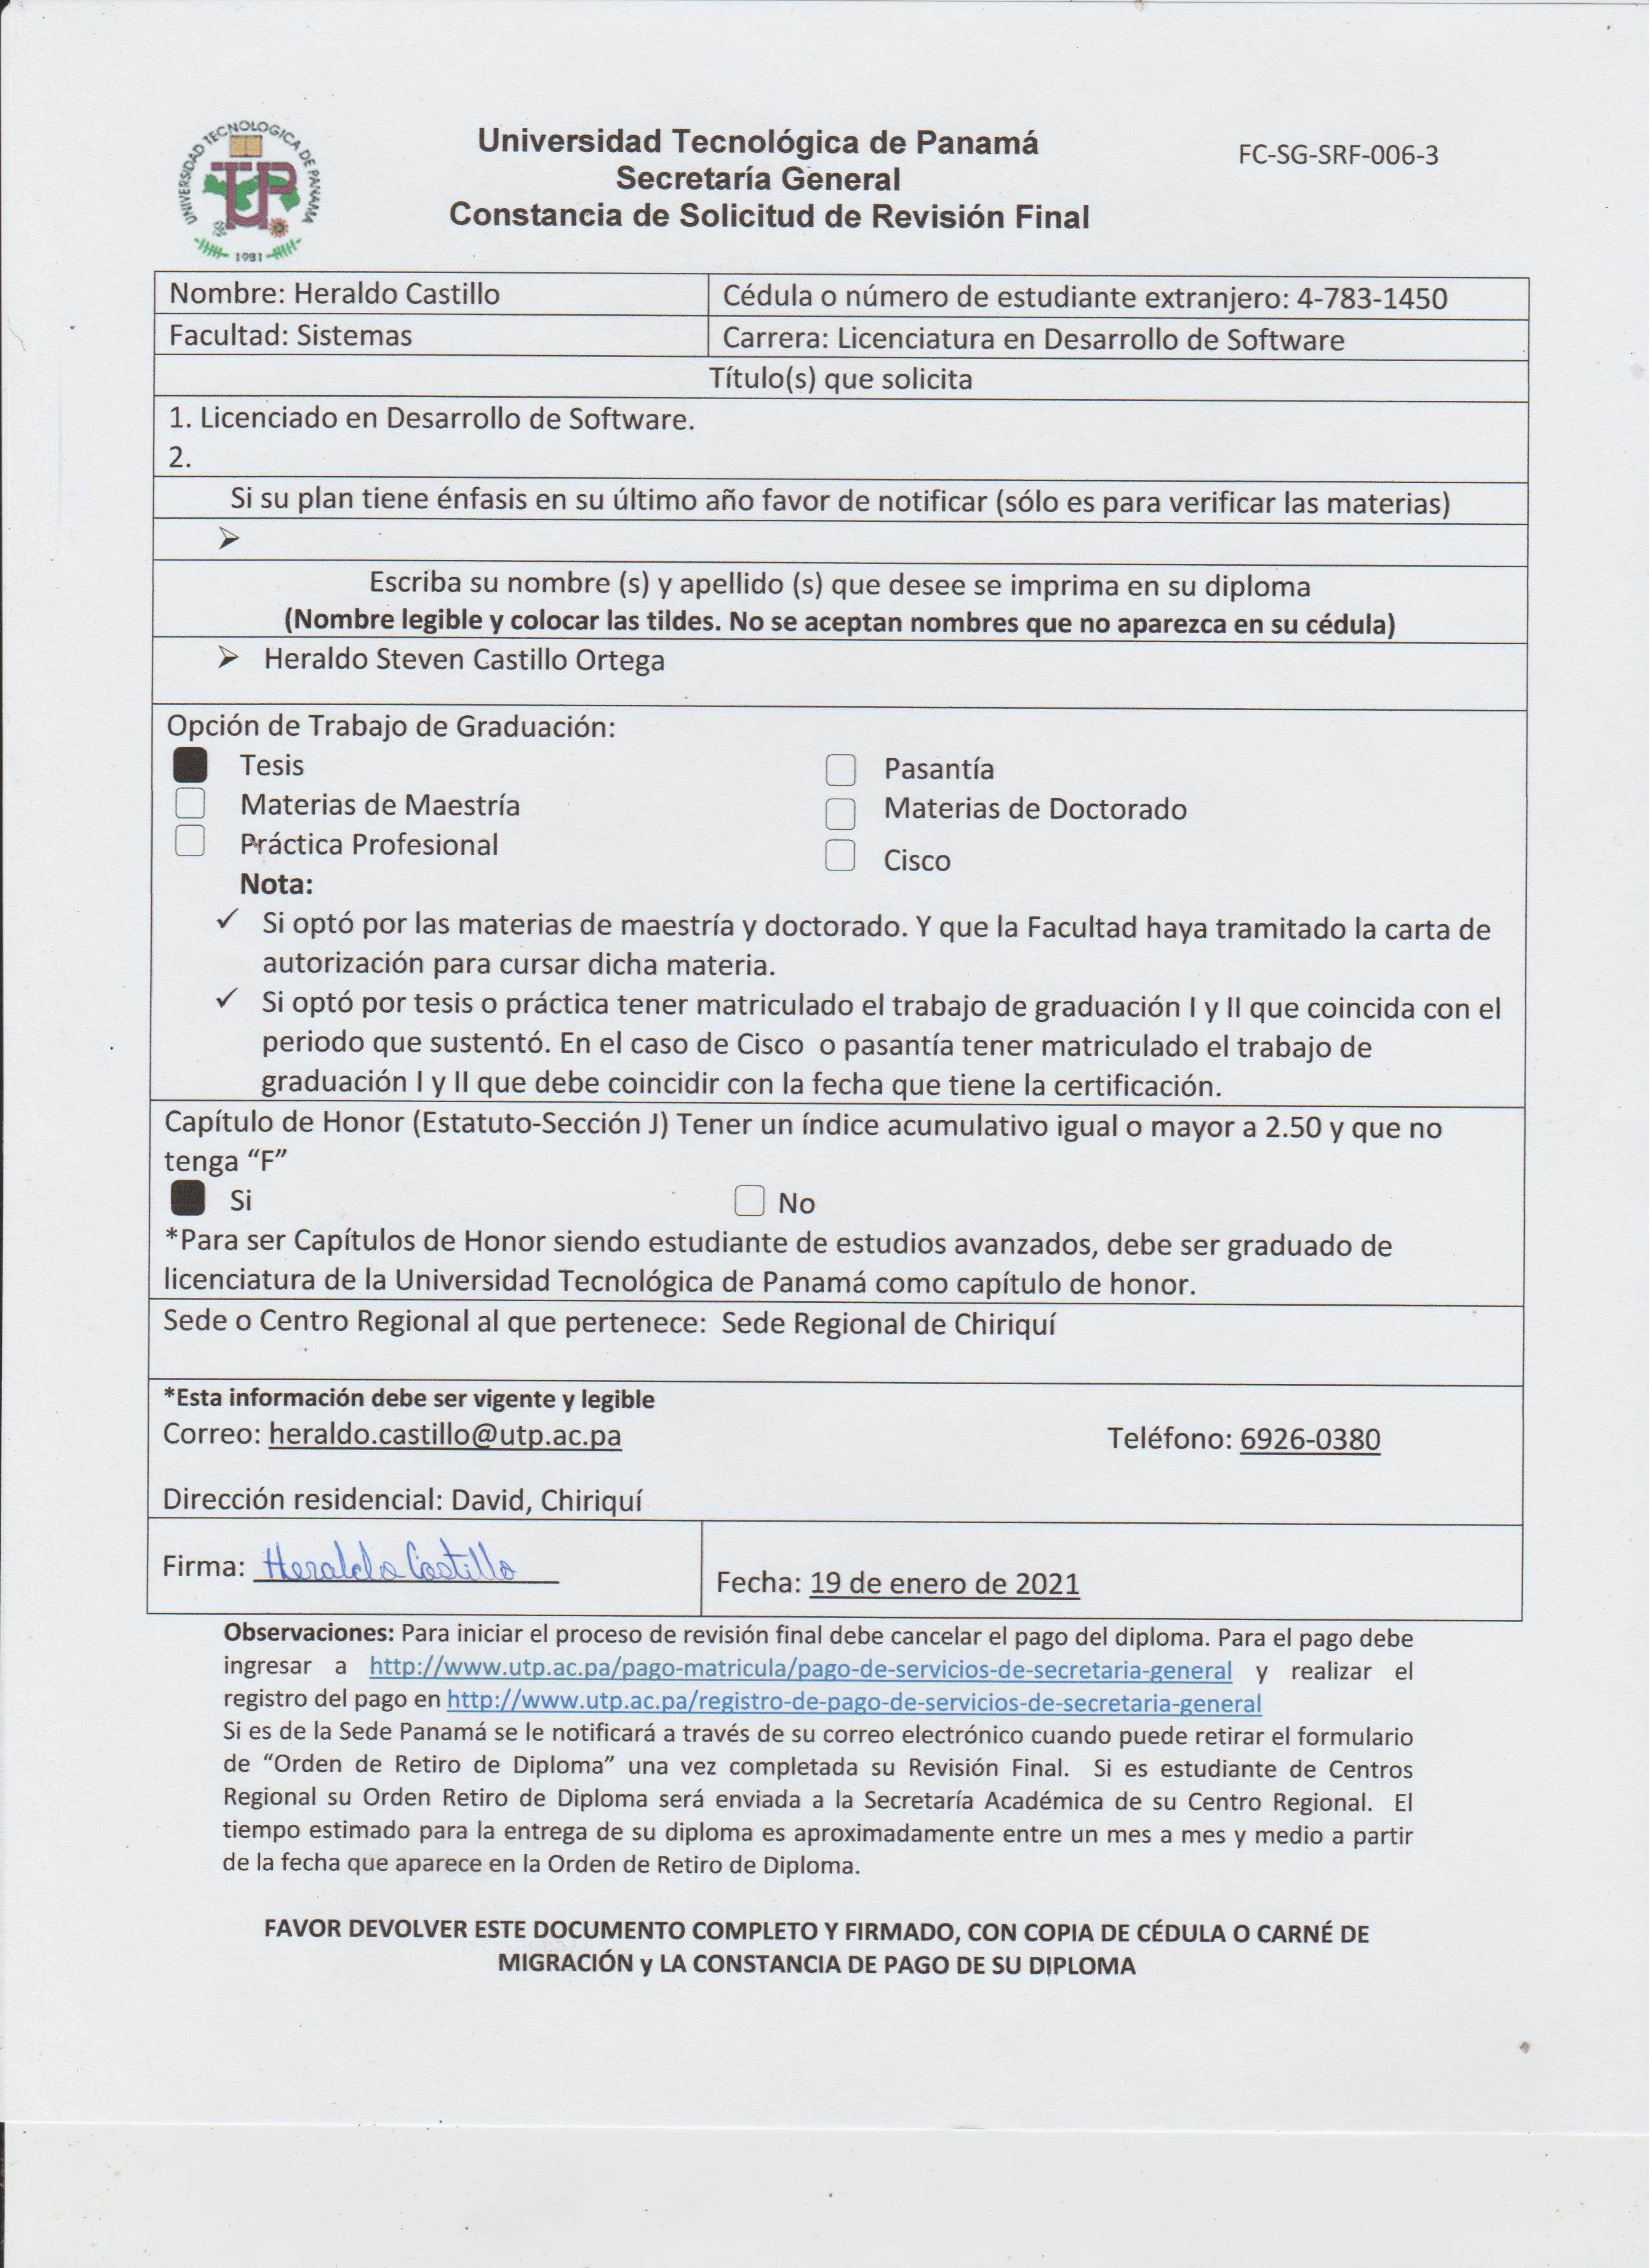 UNIVERSIDAD TECNOLOGICA DE PANAMA
UTP
1981
Universidad Tecnológica de Panamá
Secretaría General
Constancia de Solicitud de Revisión Final
FC-SG-SRF-006-3
Nombre: Heraldo Castillo
Cédula o número de estudiante extranjero: 4-783-1450
Facultad: Sistemas
Carrera: Licenciatura en Desarrollo de Software
Título(s) que solicita
1. Licenciado en Desarrollo de Software.
2.
Si su plan tiene énfasis en su último año favor de notificar (sólo es para verificar las materias)
➢
Escriba su nombre (s) y apellido (s) que desee se imprima en su diploma
(Nombre legible y colocar las tildes. No se aceptan nombres que no aparezca en su cédula)
➢ Heraldo Steven Castillo Ortega
Opción de Trabajo de Graduación:
Tesis
Pasantía
Materias de Maestría
Materias de Doctorado
Práctica Profesional
Cisco
Nota:
✓ Si optó por las materias de maestría y doctorado. Y que la Facultad haya tramitado la carta de
autorización para cursar dicha materia.
✓ Si optó por tesis o práctica tener matriculado el trabajo de graduación I y II que coincida con el
periodo que sustentó. En el caso de Cisco o pasantía tener matriculado el trabajo de
graduación I y II que debe coincidir con la fecha que tiene la certificación.
Capítulo de Honor (Estatuto-Sección J) Tener un índice acumulativo igual o mayor a 2.50 y que no
tenga “F”
Si
No
*Para ser Capítulos de Honor siendo estudiante de estudios avanzados, debe ser graduado de
licenciatura de la Universidad Tecnológica de Panamá como capítulo de honor.
Sede o Centro Regional al que pertenece: Sede Regional de Chiriquí
*Esta información debe ser vigente y legible
Correo: heraldo.castillo@utp.ac.pa
Teléfono: 6926-0380
Dirección residencial: David, Chiriquí
Firma: Heraldo Castillo
Fecha: 19 de enero de 2021
Observaciones: Para iniciar el proceso de revisión final debe cancelar el pago del diploma. Para el pago debe
ingresar a http://www.utp.ac.pa/pago-matricula/pago-de-servicios-de-secretaria-general y realizar el
registro del pago en http://www.utp.ac.pa/registro-de-pago-de-servicios-de-secretaria-general
Si es de la Sede Panamá se le notificará a través de su correo electrónico cuando puede retirar el formulario
de “Orden de Retiro de Diploma” una vez completada su Revisión Final. Si es estudiante de Centros
Regional su Orden Retiro de Diploma será enviada a la Secretaría Académica de su Centro Regional. El
tiempo estimado para la entrega de su diploma es aproximadamente entre un mes a mes y medio a partir
de la fecha que aparece en la Orden de Retiro de Diploma.
FAVOR DEVOLVER ESTE DOCUMENTO COMPLETO Y FIRMADO, CON COPIA DE CÉDULA O CARNÉ DE
MIGRACIÓN y LA CONSTANCIA DE PAGO DE SU DIPLOMA